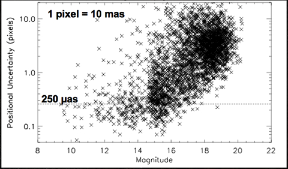 1 pixel = 10 mas
Positional Uncertainty (pixels)
10.0
1.0
250 µas
0.1
8 10 12 14 16 18 20 22
Magnitude